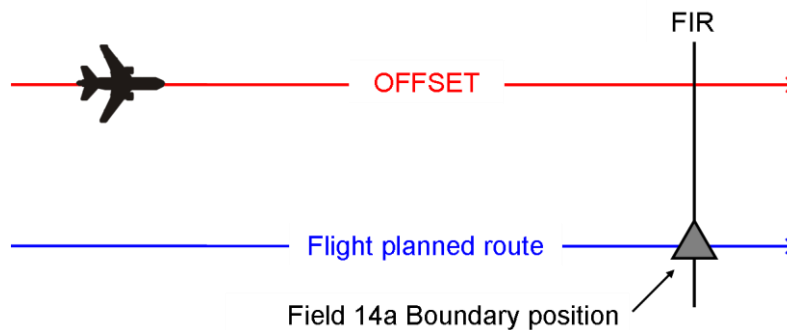 FIR
OFFSET
Flight planned route
Field 14a Boundary position